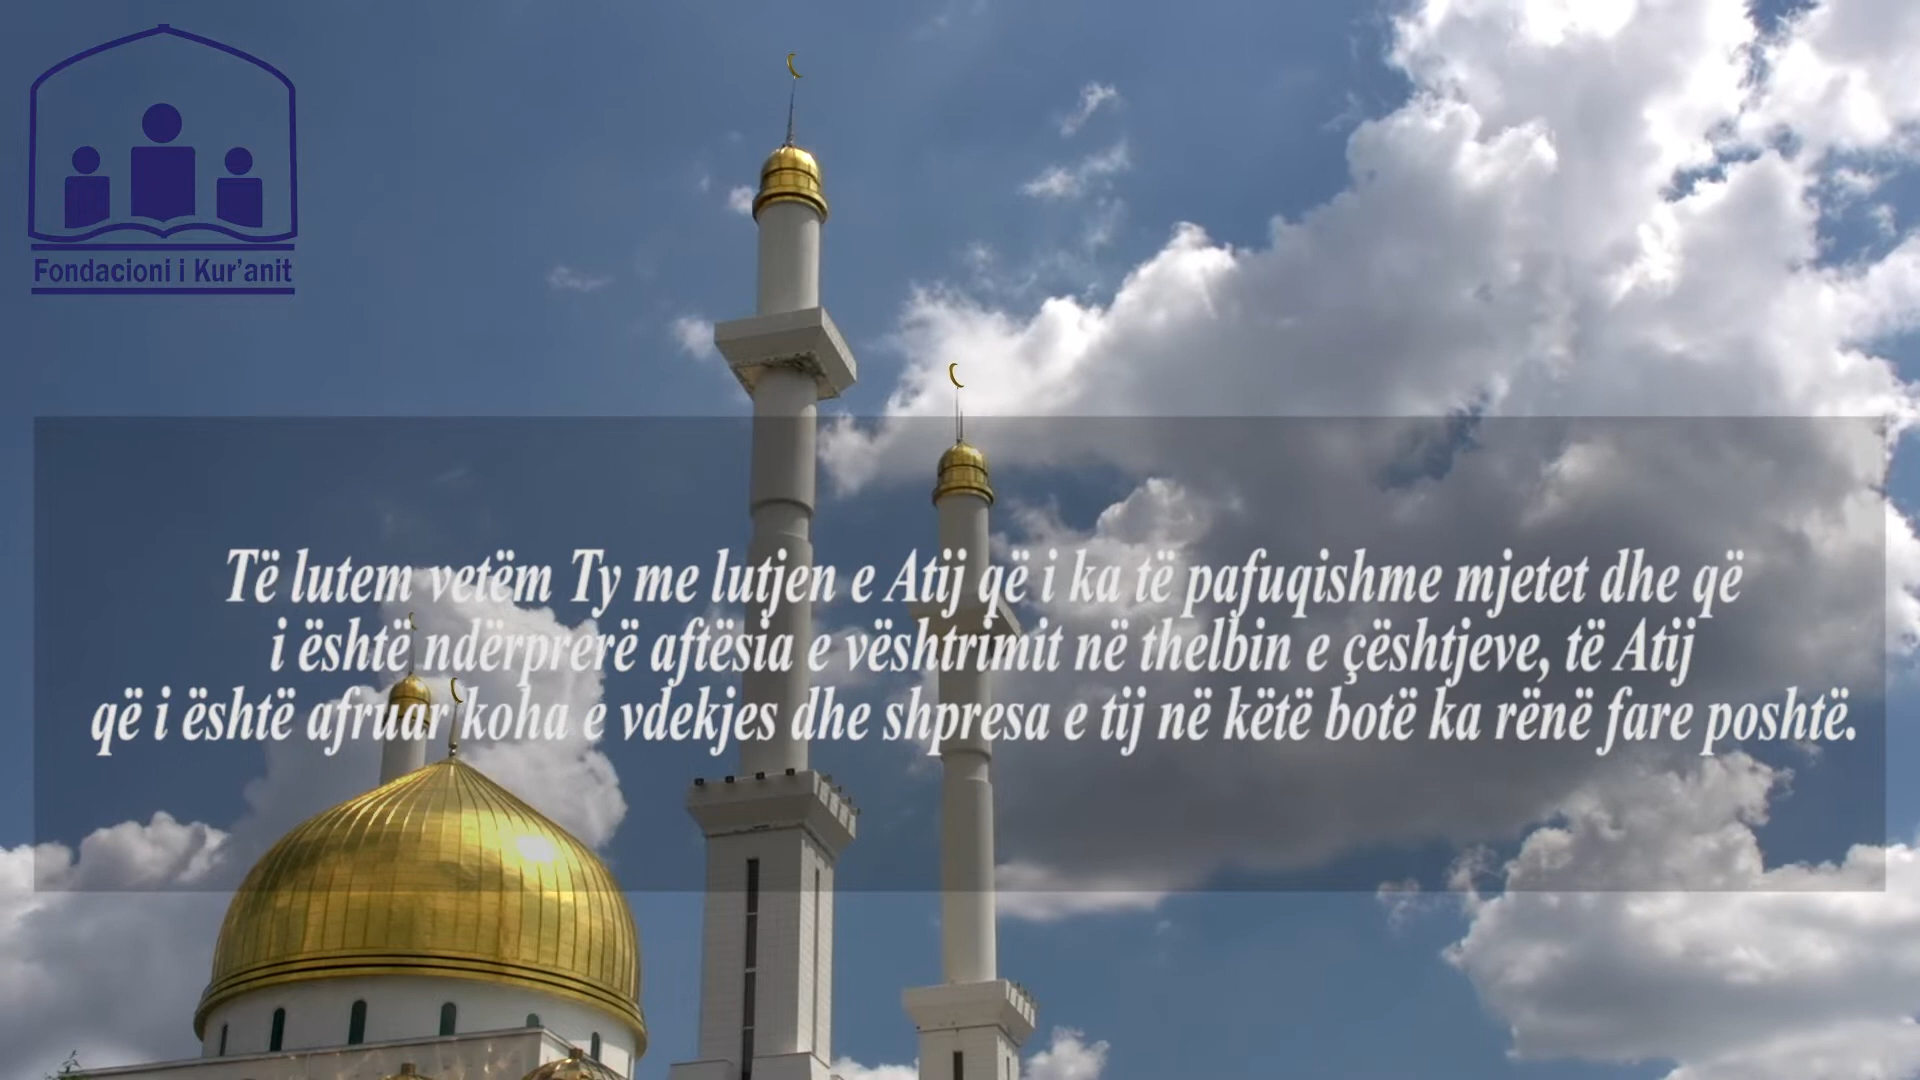 Fondacioni i Kur'anit
Të lutem vetëm Ty me lutjen e Atij që i ka të pafuqishme mjetet dhe që
i është ndërprerë aftësia e vështrimit në thelbin e çështjeve, të Atij
që i është afruar koha e vdekjes dhe shpresa e tij në këtë botë ka rënë fare poshtë.